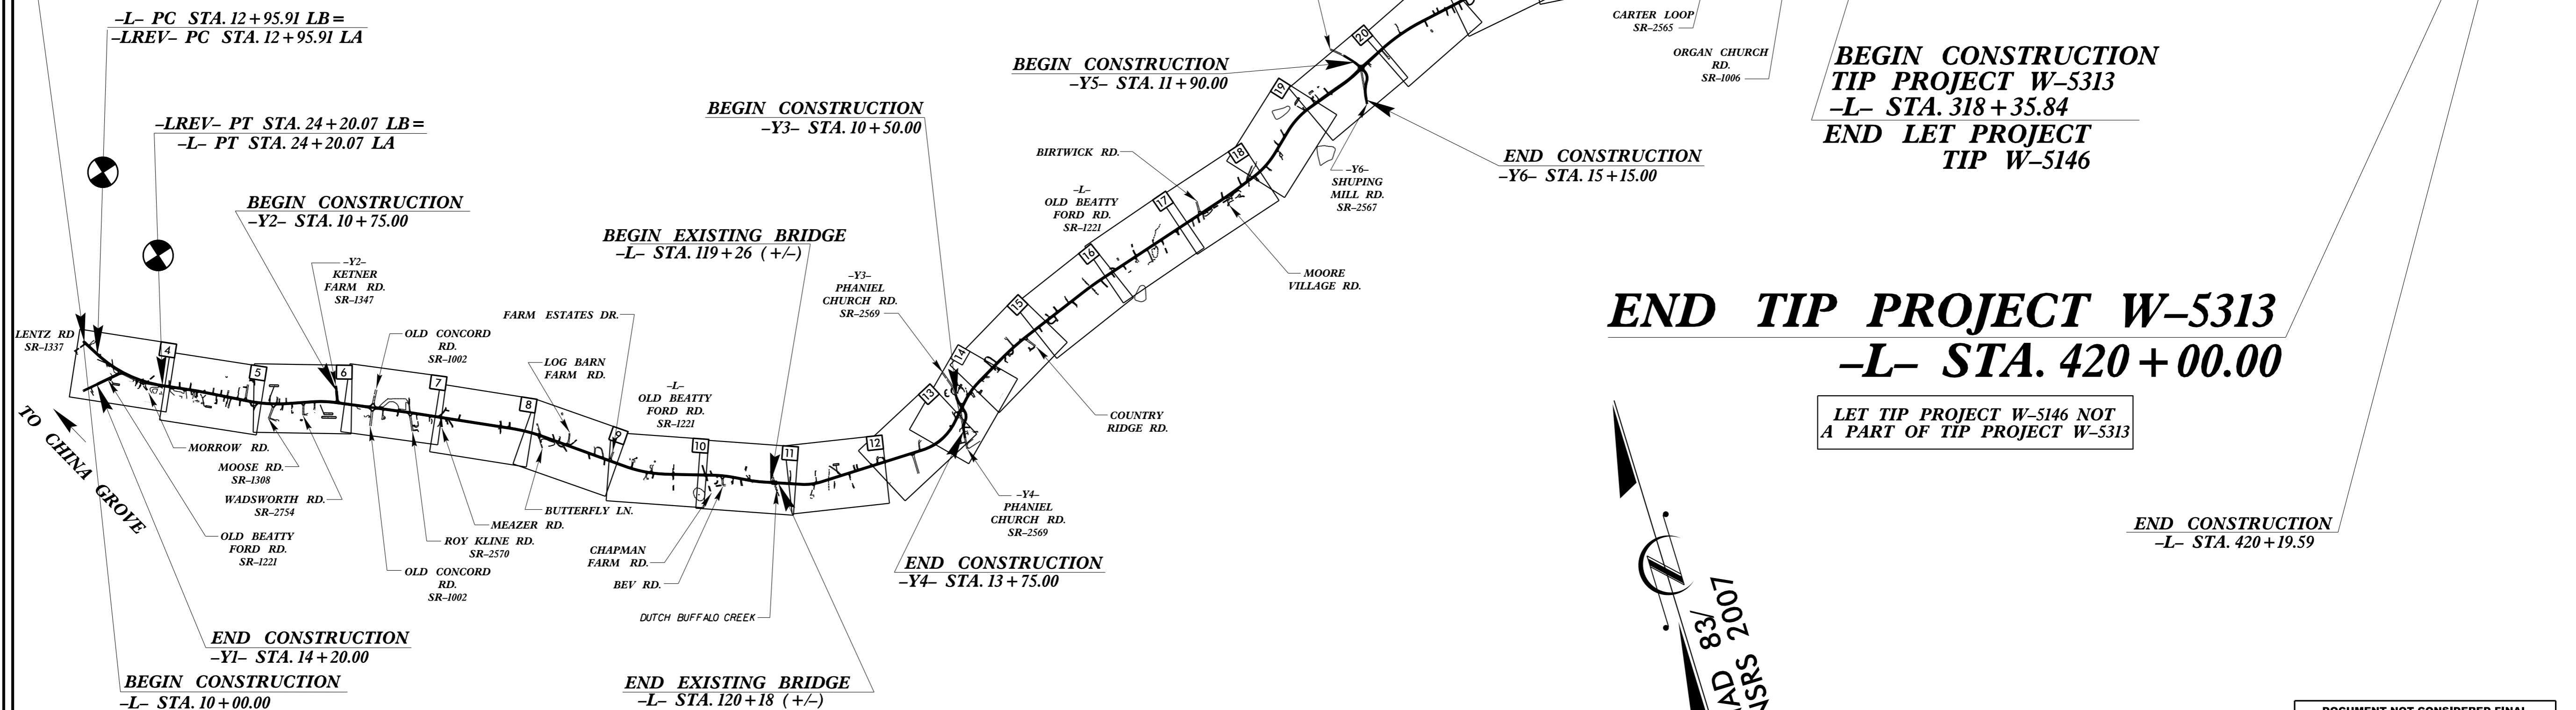 –L– PC STA. 12+95.91 LB=
–LREV– PC STA. 12+95.91 LA
–LREV– PT STA. 24+20.07 LB=
–L– PT STA. 24+20.07 LA
BEGIN CONSTRUCTION
–Y2– STA. 10+75.00
–Y2–
KETNER
FARM RD.
SR–1347
LENTZ RD
SR–1337
TO CHINA GROVE
OLD CONCORD
RD.
SR–1002
FARM ESTATES DR.
LOG BARN
FARM RD.
–L–
OLD BEATTY
FORD RD.
SR–1221
BEGIN EXISTING BRIDGE
–L– STA. 119+26 (+/–)
BEGIN CONSTRUCTION
–Y3– STA. 10+50.00
–Y3–
PHANIEL
CHURCH RD.
SR–2569
4
5
6
7
8
9
10
11
12
13
14
15
16
17
18
19
20
MORROW RD.
MOOSE RD.
SR–1308
WADSWORTH RD.
SR–2754
OLD BEATTY
FORD RD.
SR–1221
MEAZER RD.
ROY KLINE RD.
SR–2570
OLD CONCORD
RD.
SR–1002
BUTTERFLY LN.
CHAPMAN
FARM RD.
BEV RD.
DUTCH BUFFALO CREEK
END CONSTRUCTION
–Y1– STA. 14+20.00
BEGIN CONSTRUCTION
–L– STA. 10+00.00
END EXISTING BRIDGE
–L– STA. 120+18 (+/–)
END CONSTRUCTION
–Y4– STA. 13+75.00
–Y4–
PHANIEL
CHURCH RD.
SR–2569
COUNTRY
RIDGE RD.
BEGIN CONSTRUCTION
–Y5– STA. 11+90.00
BIRTWICK RD.
–L–
OLD BEATTY
FORD RD.
SR–1221
MOORE
VILLAGE RD.
–Y6–
SHUPING
MILL RD.
SR–2567
END CONSTRUCTION
–Y6– STA. 15+15.00
CARTER LOOP
SR–2565
ORGAN CHURCH
RD.
SR–1006
BEGIN CONSTRUCTION
TIP PROJECT W–5313
–L– STA. 318+35.84
END LET PROJECT
TIP W–5146
END TIP PROJECT W–5313
–L– STA. 420+00.00
LET TIP PROJECT W–5146 NOT
A PART OF TIP PROJECT W–5313
END CONSTRUCTION
–L– STA. 420+19.59
83/
2007
DOCUMENT NOT CONSIDERED FINAL